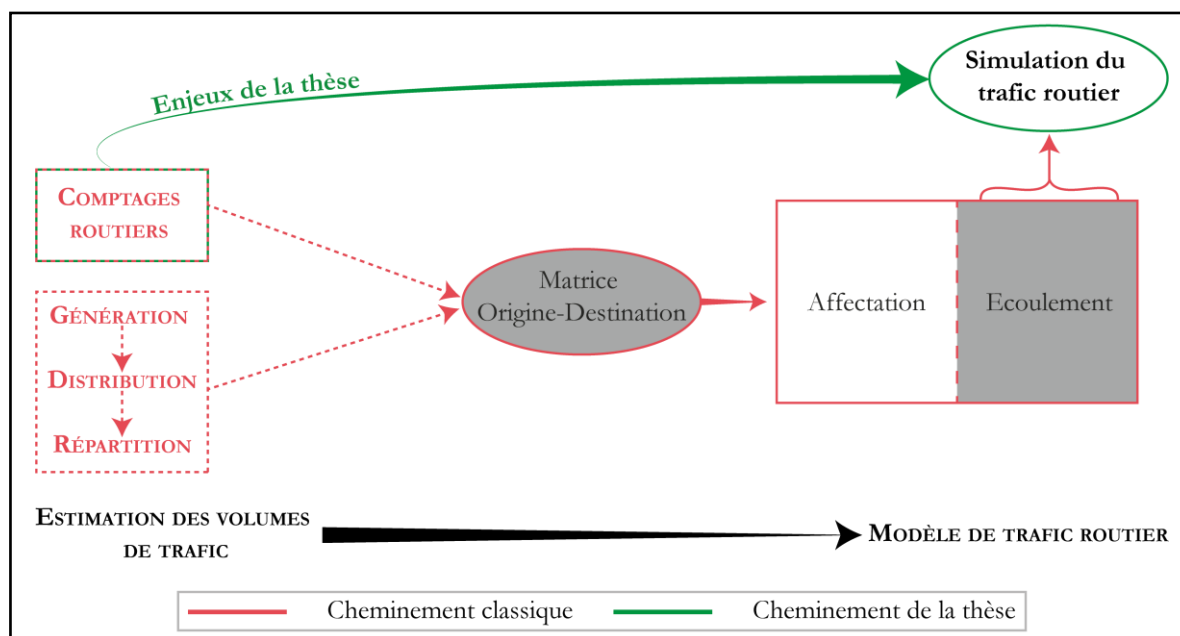 Simulation du
trafic routier
Enjeux de la thèse
COMPTAGES
ROUTIERS
GÉNÉRATION
DISTRIBUTION
RÉPARTITION
Matrice
Origine-Destination
Affectation
Ecoulement
ESTIMATION DES VOLUMES
DE TRAFIC
MODÈLE DE TRAFIC ROUTIER
Cheminement classique
Cheminement de la thèse